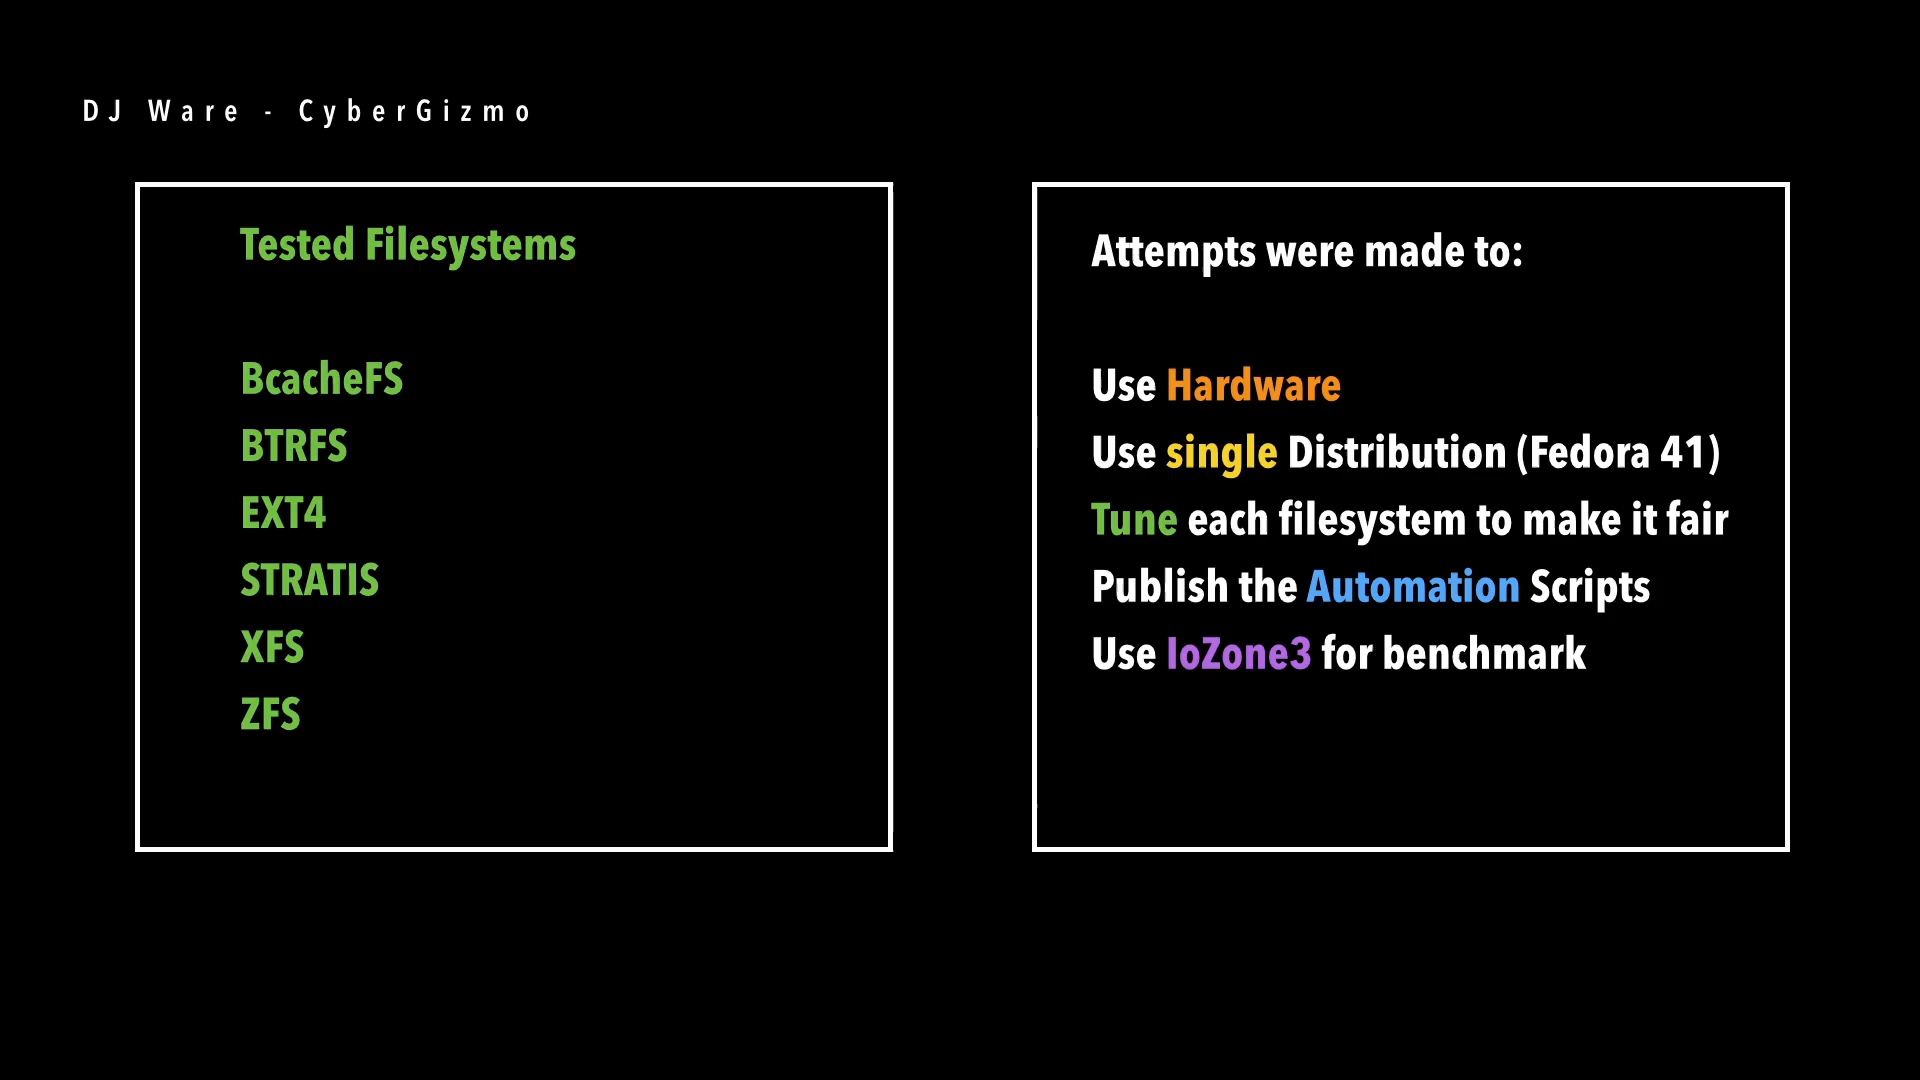 DJ Ware - CyberGizmo
Tested Filesystems
BcacheFS
BTRFS
EXT4
STRATIS
XFS
ZFS
Attempts were made to:
Use Hardware
Use single Distribution (Fedora 41)
Tune each filesystem to make it fair
Publish the Automation Scripts
Use IoZone3 for benchmark